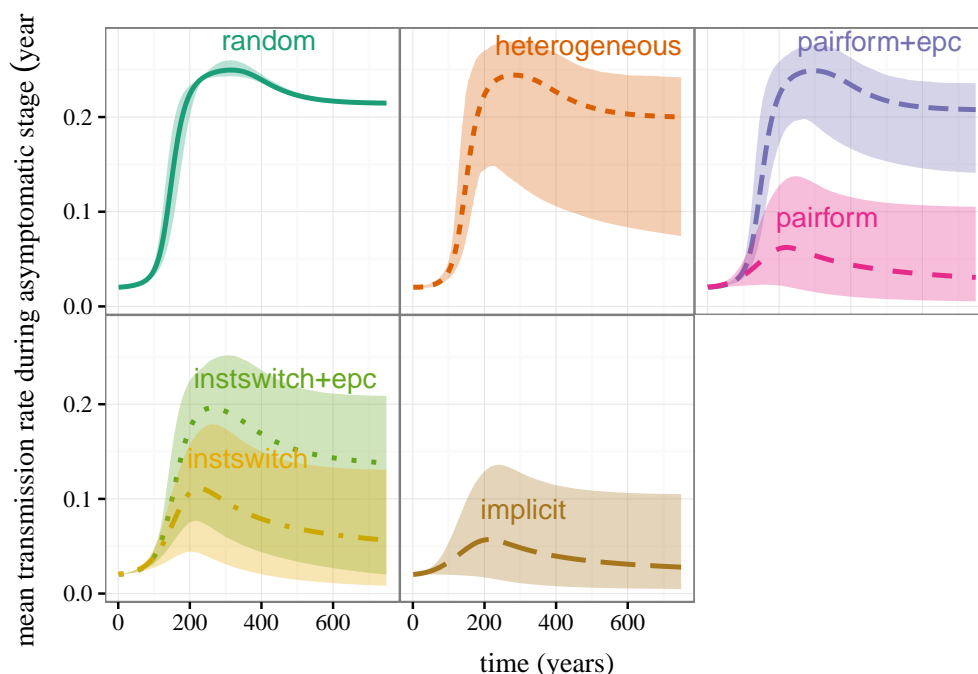 mean transmission rate during asymptomatic stage (year
random
heterogeneous
pairform+epc
pairform
0.2
0.1
0.0
instswitch+epc
instswitch
implicit
0.2
0.1
0.0
0 200 400 600
0 200 400 600
time (years)